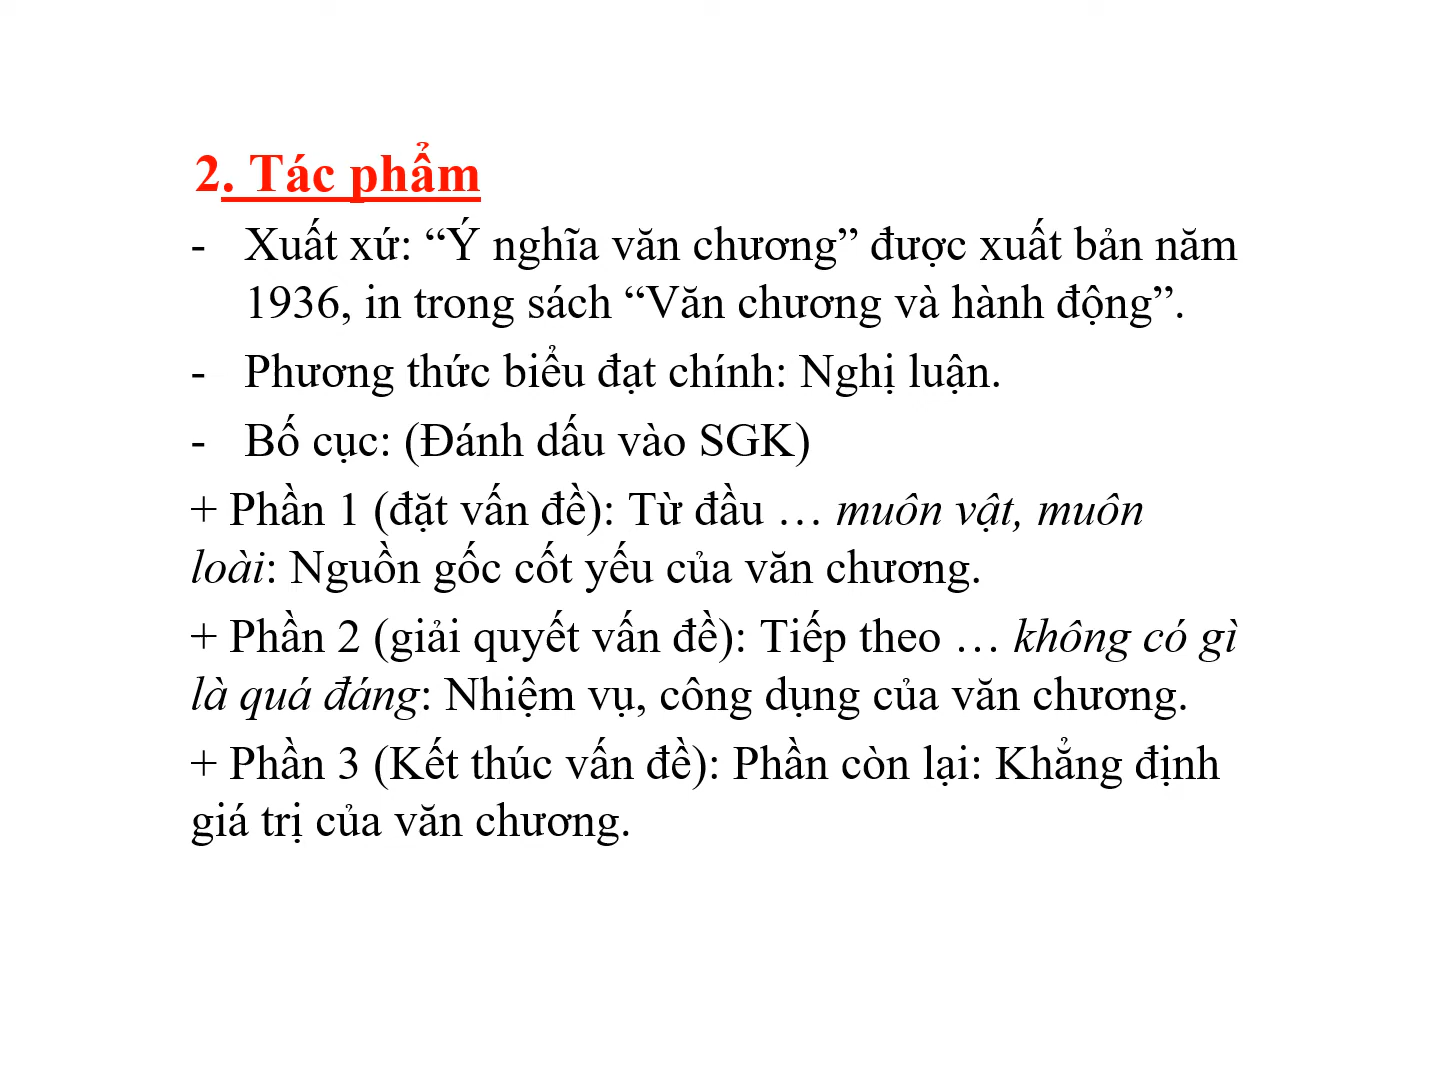 2. Tác phẩm
- Xuất xứ: “Ý nghĩa văn chương” được xuất bản năm
1936, in trong sách “Văn chương và hành động”.
- Phương thức biểu đạt chính: Nghị luận.
- Bố cục: (Đánh dấu vào SGK)
+ Phần 1 (đặt vấn đề): Từ đầu … muôn vật, muôn
loài: Nguồn gốc cốt yếu của văn chương.
+ Phần 2 (giải quyết vấn đề): Tiếp theo … không có gì
là quá đáng: Nhiệm vụ, công dụng của văn chương.
+ Phần 3 (Kết thúc vấn đề): Phần còn lại: Khẳng định
giá trị của văn chương.